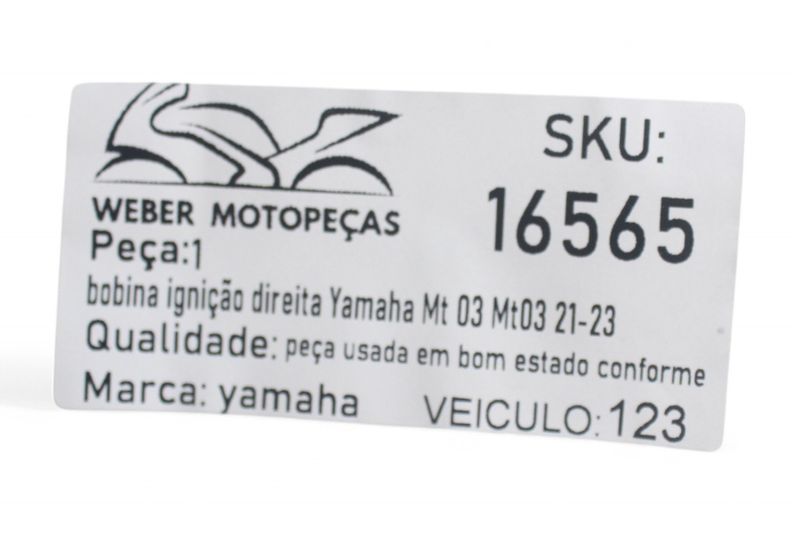 WEBER MOTOPEÇAS
SKU:
16565
Peça:1
bobina ignição direita Yamaha Mt 03 Mt03 21-23
Qualidade: peça usada em bom estado conforme
Marca: yamaha
VEICULO: 123